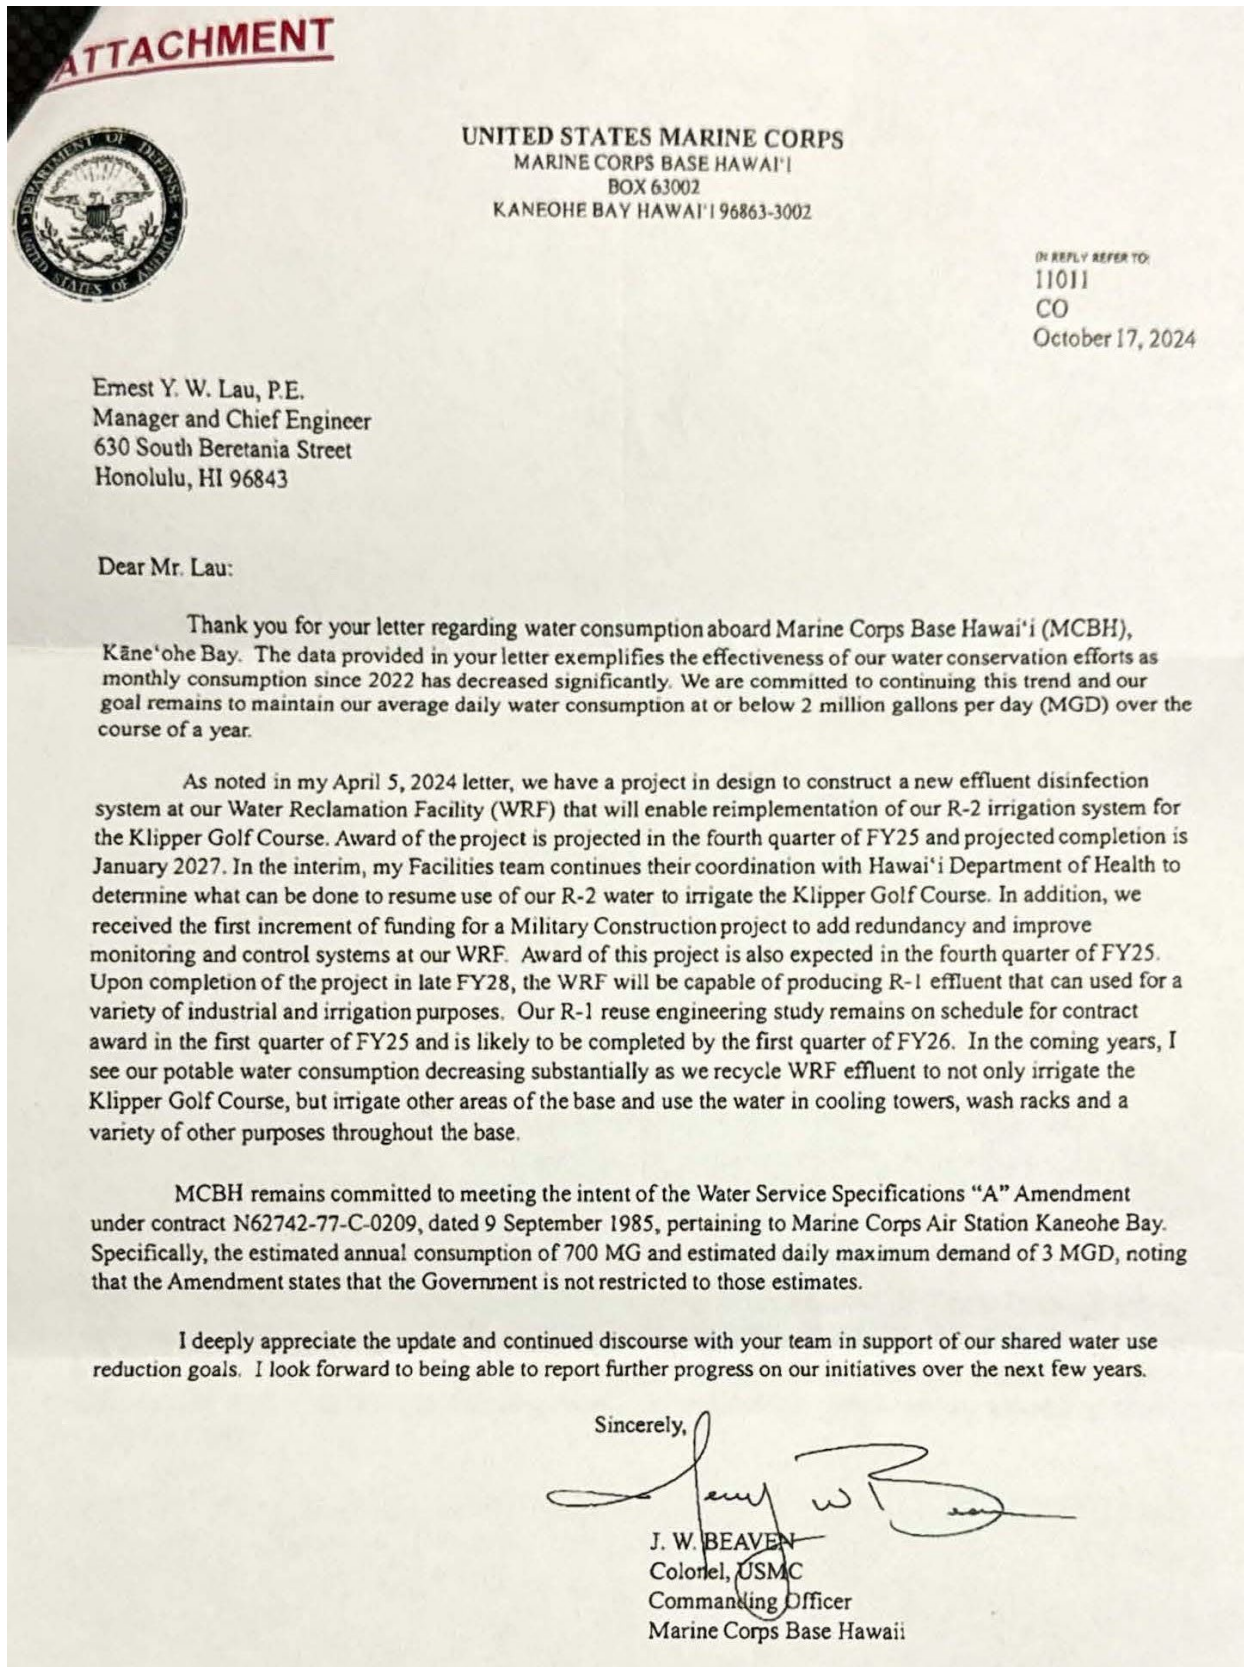 ATTACHMENT
DEPARTMENT OF DEFENSE
UNITED STATES OF AMERICA
UNITED STATES MARINE CORPS
MARINE CORPS BASE HAWAI'I
BOX 63002
KANEOHE BAY HAWAI'I 96863-3002
IN REPLY REFER TO:
11011
CO
October 17, 2024
Ernest Y. W. Lau, P.E.
Manager and Chief Engineer
630 South Beretania Street
Honolulu, HI 96843
Dear Mr. Lau:
Thank you for your letter regarding water consumption aboard Marine Corps Base Hawai‘i (MCBH),
Kāne‘ohe Bay. The data provided in your letter exemplifies the effectiveness of our water conservation efforts as
monthly consumption since 2022 has decreased significantly. We are committed to continuing this trend and our
goal remains to maintain our average daily water consumption at or below 2 million gallons per day (MGD) over the
course of a year.
As noted in my April 5, 2024 letter, we have a project in design to construct a new effluent disinfection
system at our Water Reclamation Facility (WRF) that will enable reimplementation of our R-2 irrigation system for
the Klipper Golf Course. Award of the project is projected in the fourth quarter of FY25 and projected completion is
January 2027. In the interim, my Facilities team continues their coordination with Hawai‘i Department of Health to
determine what can be done to resume use of our R-2 water to irrigate the Klipper Golf Course. In addition, we
received the first increment of funding for a Military Construction project to add redundancy and improve
monitoring and control systems at our WRF. Award of this project is also expected in the fourth quarter of FY25.
Upon completion of the project in late FY28, the WRF will be capable of producing R-1 effluent that can used for a
variety of industrial and irrigation purposes. Our R-1 reuse engineering study remains on schedule for contract
award in the first quarter of FY25 and is likely to be completed by the first quarter of FY26. In the coming years, I
see our potable water consumption decreasing substantially as we recycle WRF effluent to not only irrigate the
Klipper Golf Course, but irrigate other areas of the base and use the water in cooling towers, wash racks and a
variety of other purposes throughout the base.
MCBH remains committed to meeting the intent of the Water Service Specifications “A” Amendment
under contract N62742-77-C-0209, dated 9 September 1985, pertaining to Marine Corps Air Station Kaneohe Bay.
Specifically, the estimated annual consumption of 700 MG and estimated daily maximum demand of 3 MGD, noting
that the Amendment states that the Government is not restricted to those estimates.
I deeply appreciate the update and continued discourse with your team in support of our shared water use
reduction goals. I look forward to being able to report further progress on our initiatives over the next few years.
Sincerely,
J. W. BEAVEN
Colonel, USMC
Commanding Officer
Marine Corps Base Hawaii